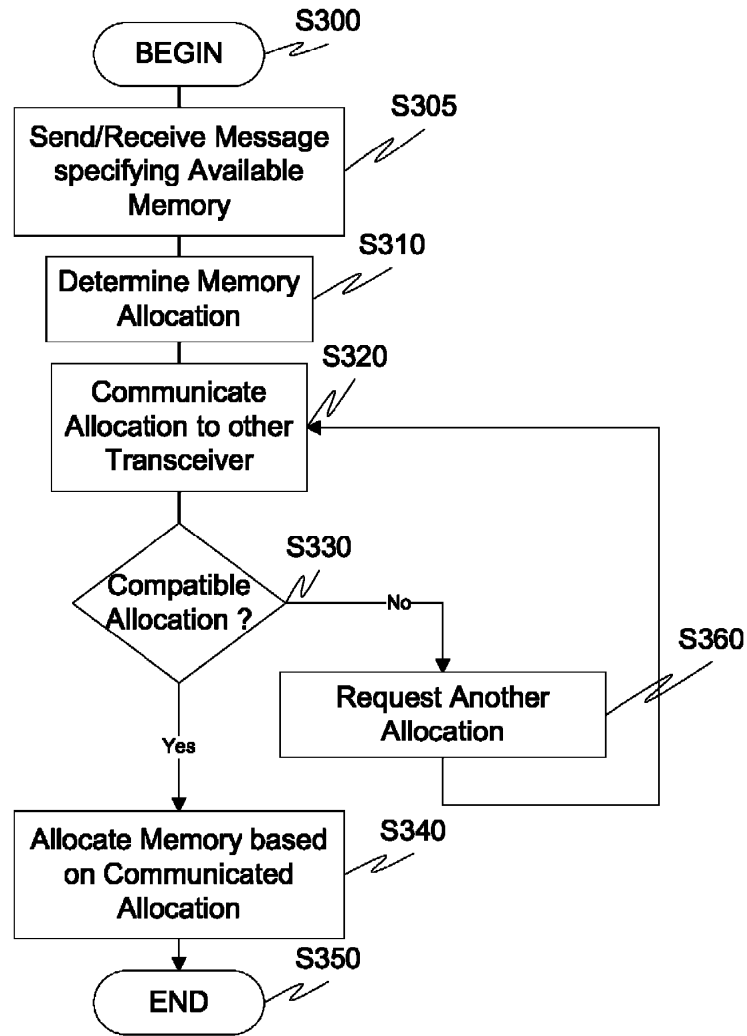 S300
BEGIN
S305
Send/Receive Message
specifying Available
Memory
S310
Determine Memory
Allocation
S320
Communicate
Allocation to other
Transceiver
S330
Compatible
Allocation ?
No
S360
Request Another
Allocation
Yes
S340
Allocate Memory based
on Communicated
Allocation
S350
END